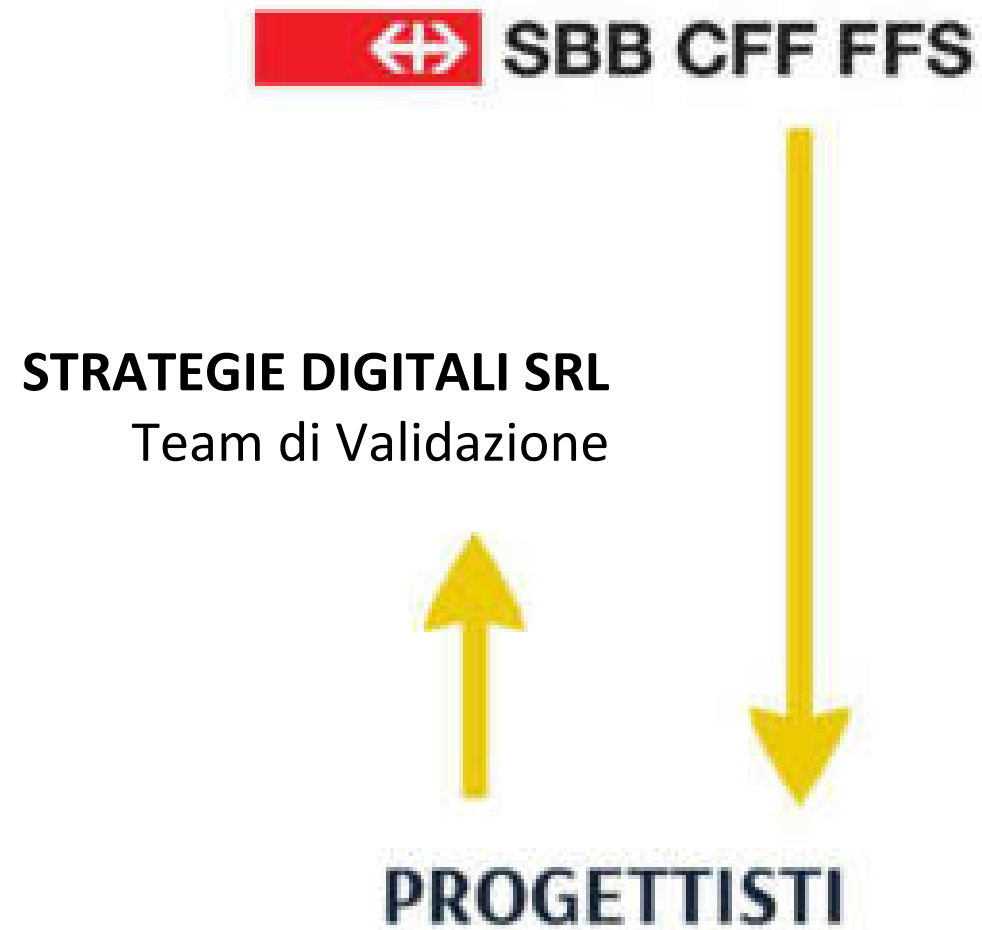 SBB CFF FFS
STRATEGIE DIGITALI SRL
Team di Validazione
PROGETTISTI